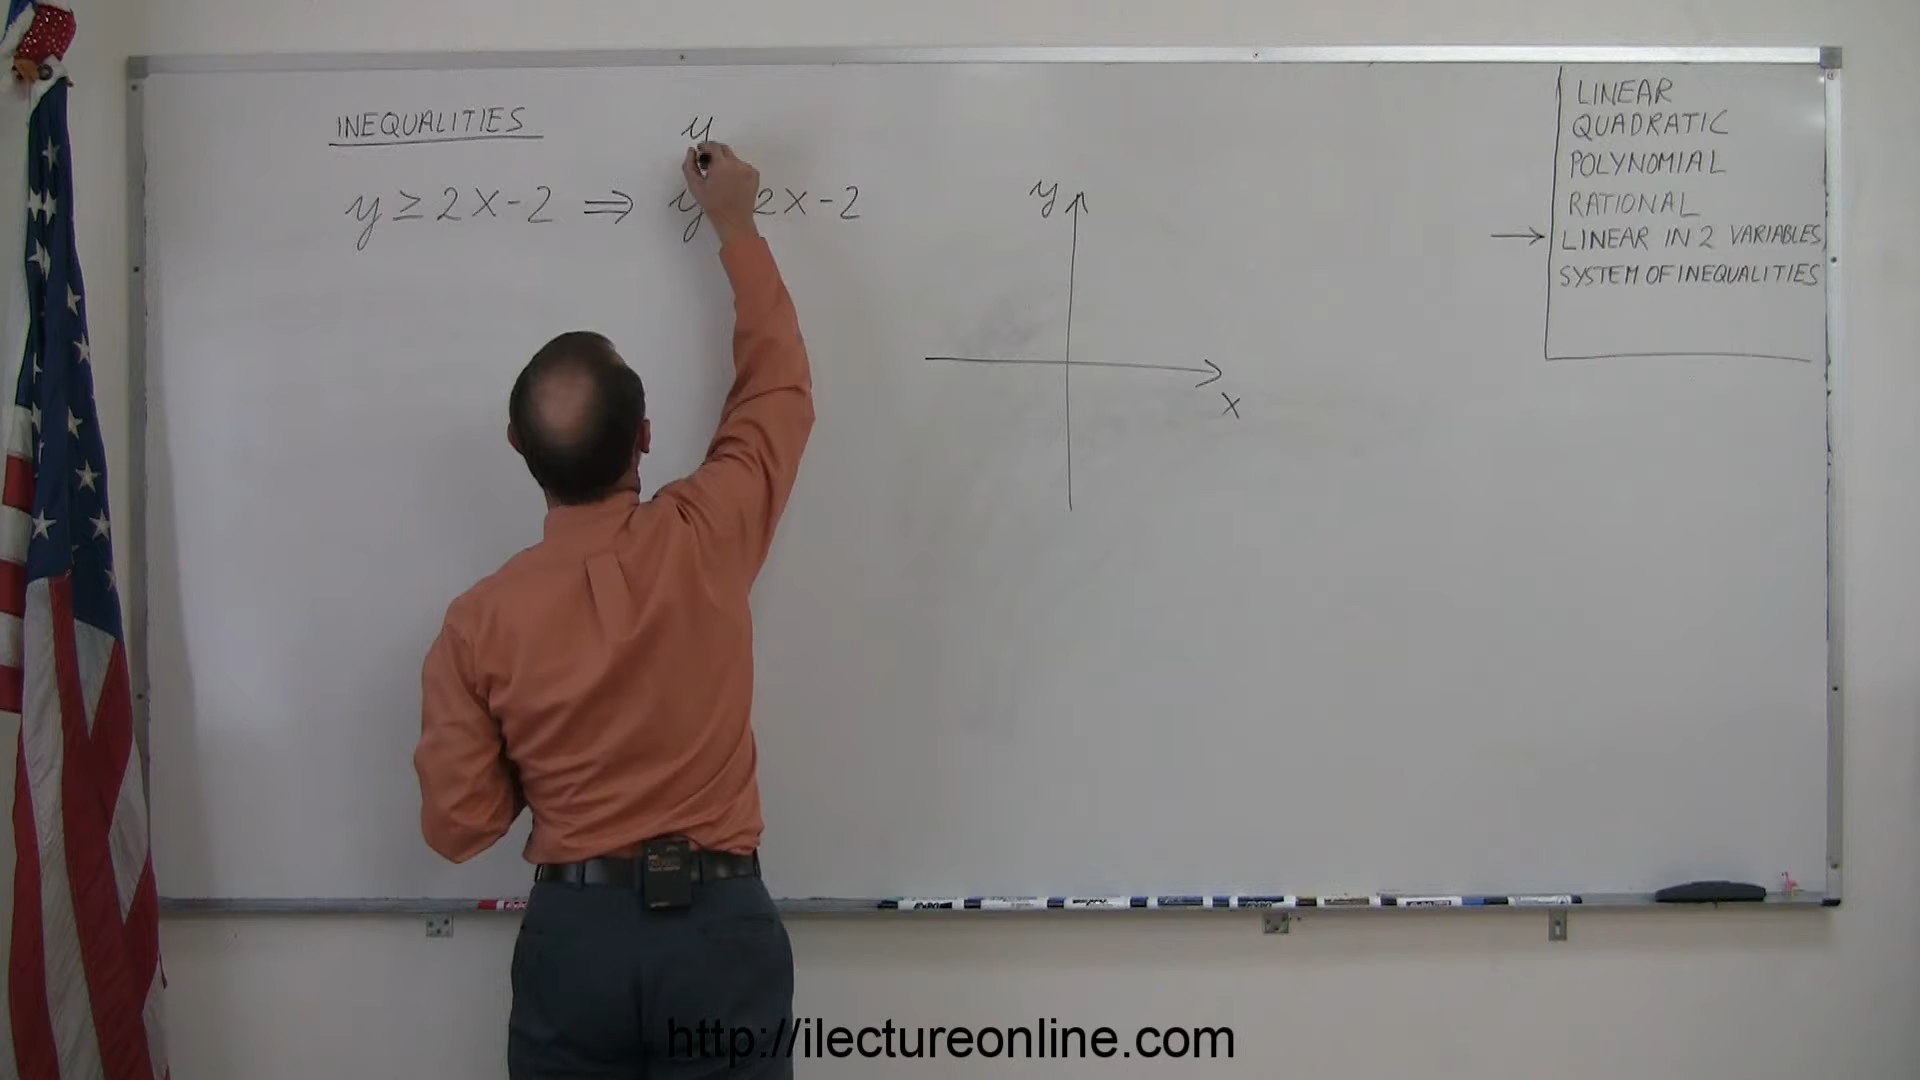 INEQUALITIES
y
y ≥ 2x-2 ⇒ y 2x-2
y
x
LINEAR
QUADRATIC
POLYNOMIAL
RATIONAL
→ LINEAR IN 2 VARIABLES
SYSTEM OF INEQUALITIES
http://ilectureonline.com